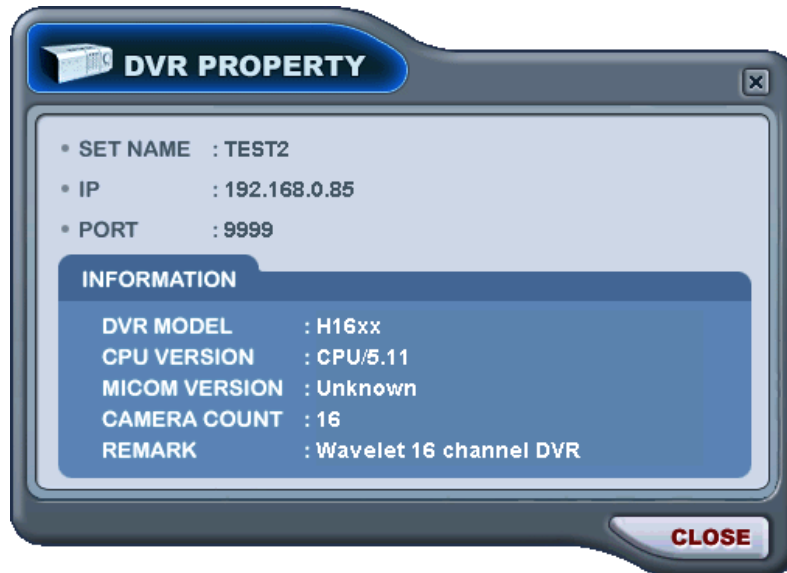 DVR PROPERTY
• SET NAME : TEST2
• IP : 192.168.0.85
• PORT : 9999
INFORMATION
DVR MODEL : H16xx
CPU VERSION : CPU/5.11
MICOM VERSION : Unknown
CAMERA COUNT : 16
REMARK : Wavelet 16 channel DVR
CLOSE